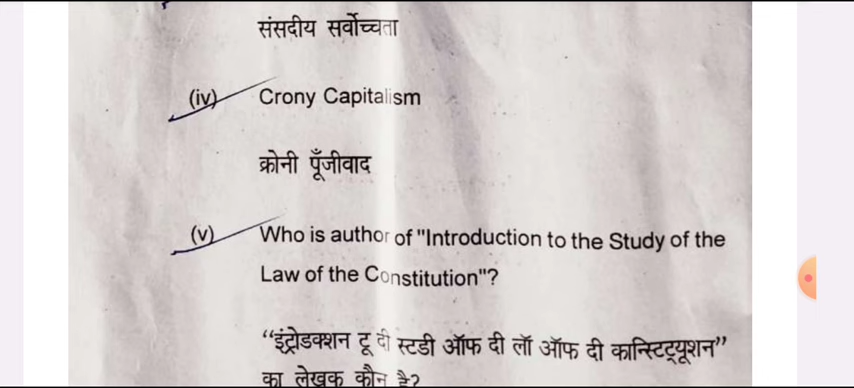 संसदीय सर्वोच्चता
(iv) Crony Capitalism
क्रोनी पूँजीवाद
(v) Who is author of "Introduction to the Study of the
Law of the Constitution"?
“इंट्रोडक्शन टू दी स्टडी ऑफ दी लॉ ऑफ दी कान्स्टिट्यूशन”
का लेखक कौन है?